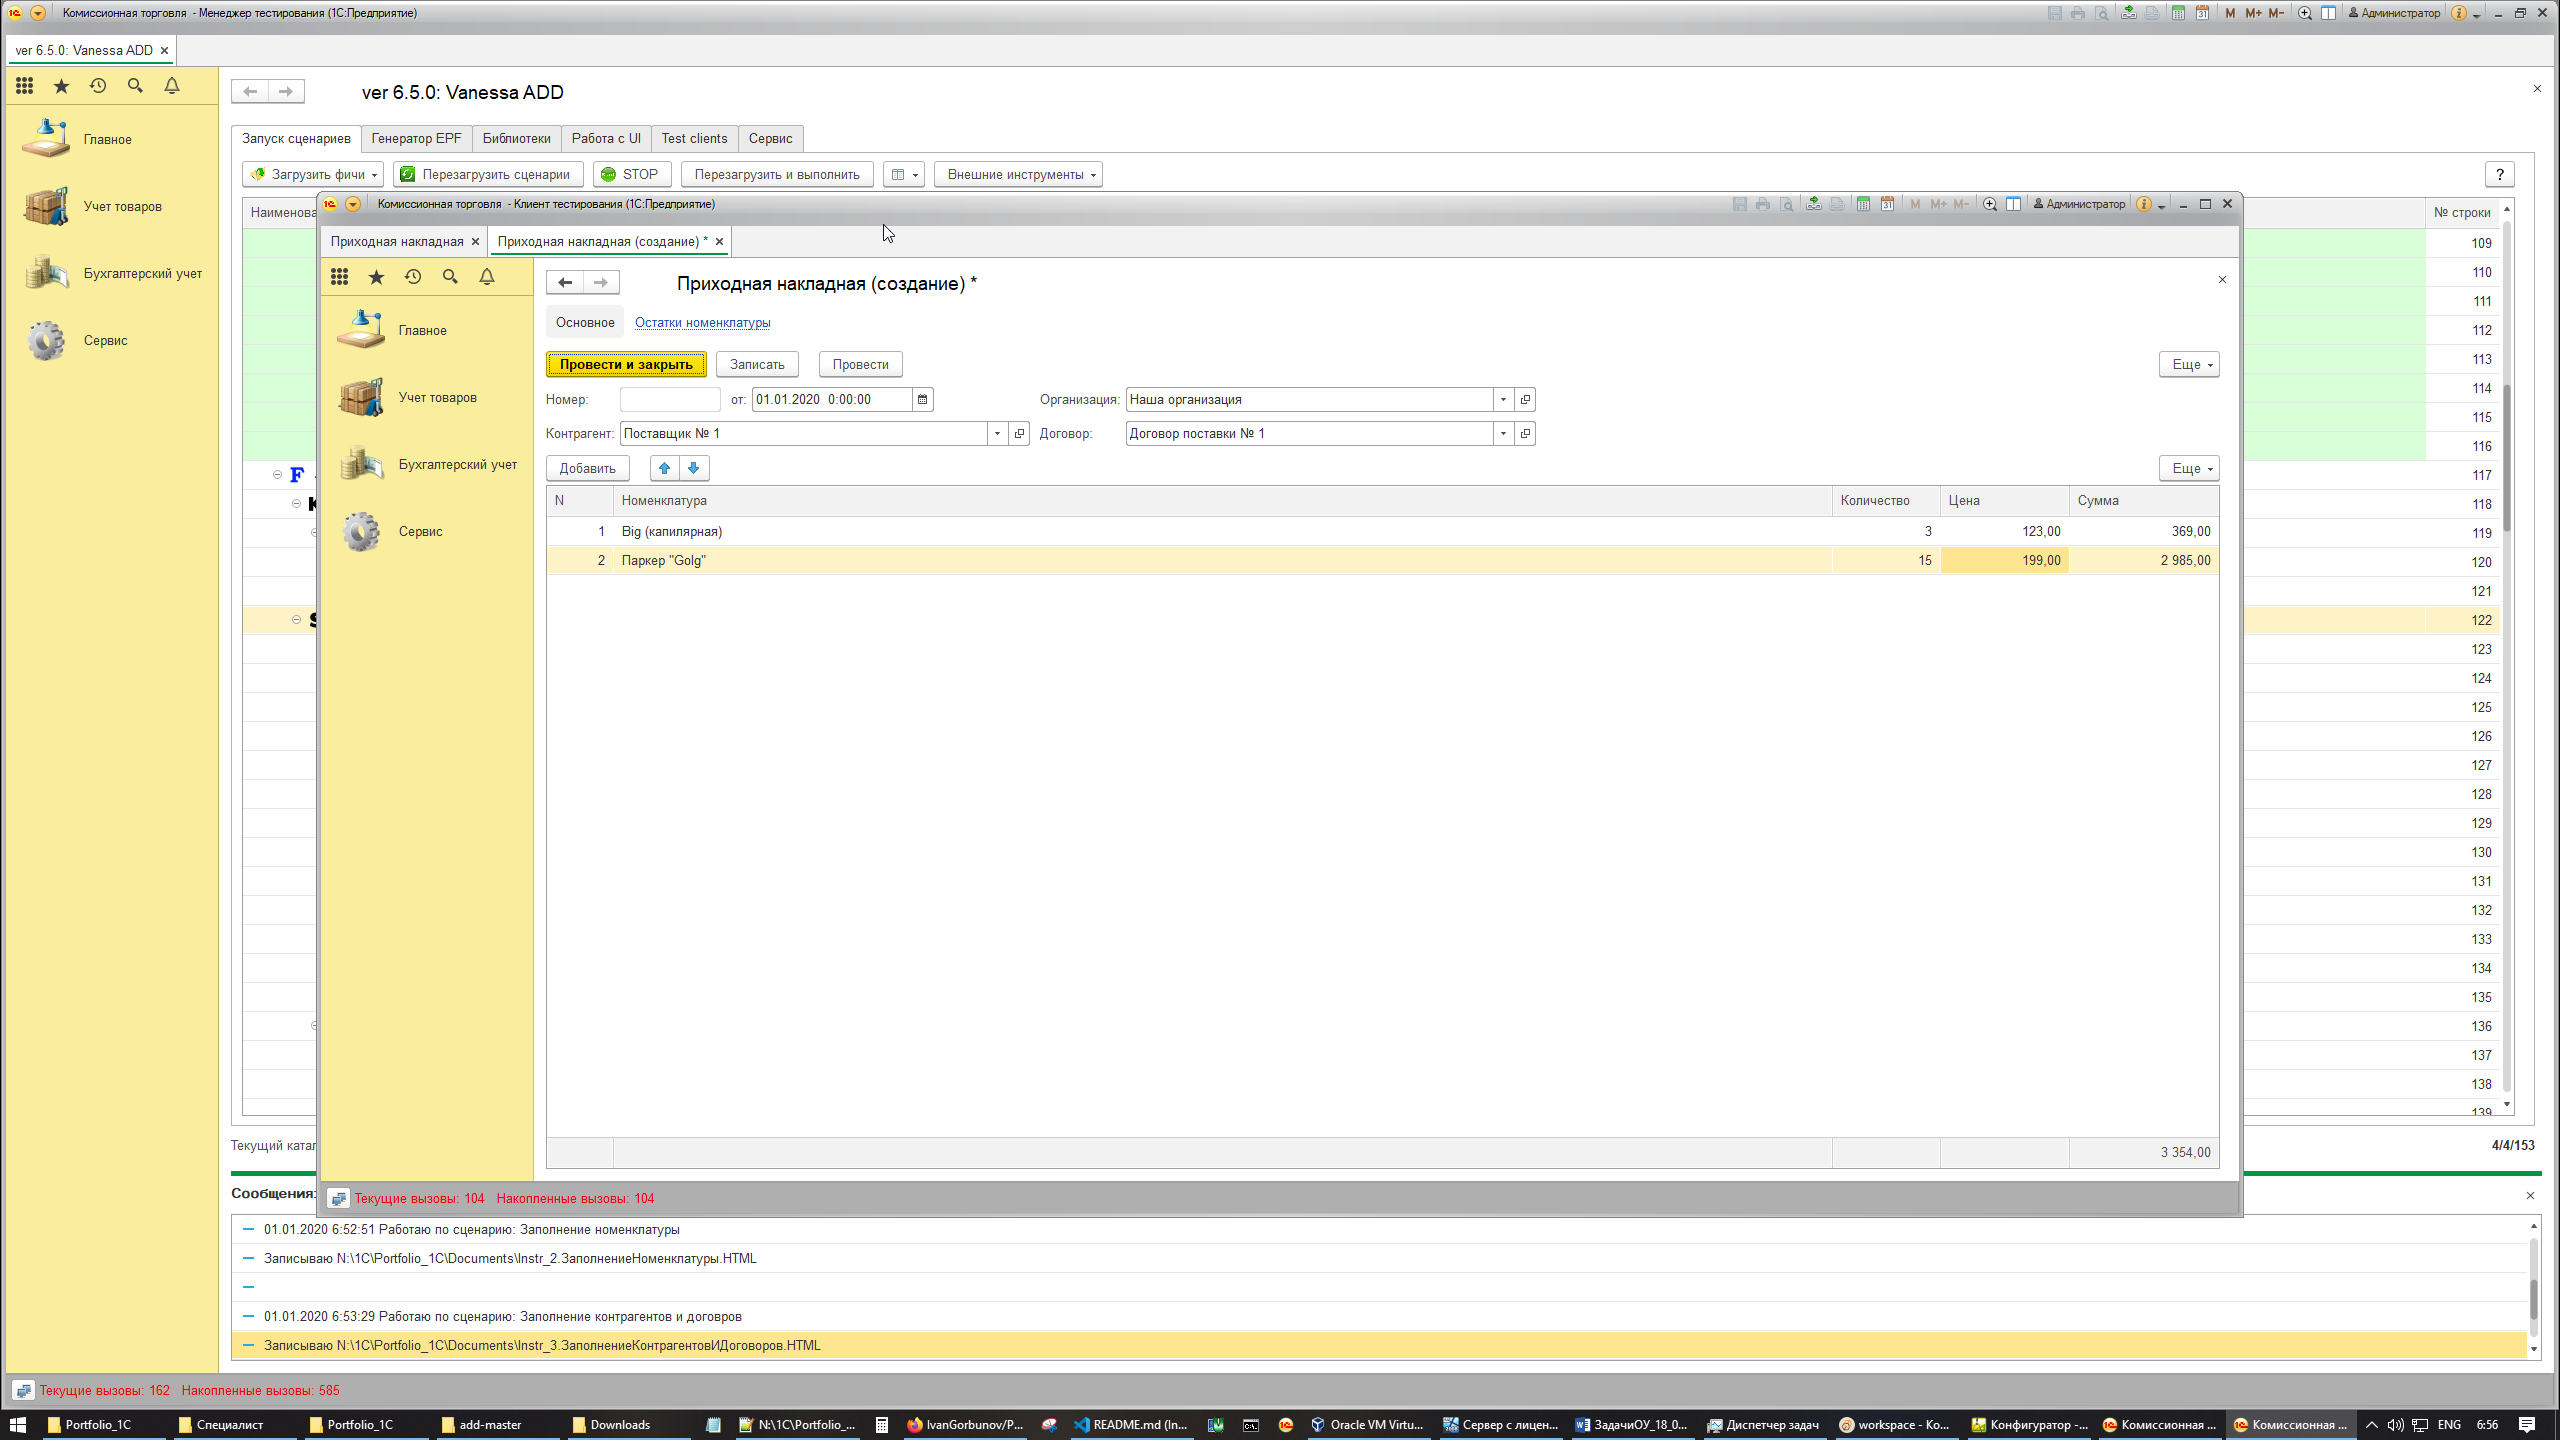 Комиссионная торговля - Менеджер тестирования (1С:Предприятие)
M M+ M- Администратор
ver 6.5.0: Vanessa ADD
ver 6.5.0: Vanessa ADD
Главное
Учет товаров
Бухгалтерский учет
Сервис
Запуск сценариев Генератор EPF Библиотеки Работа с UI Test clients Сервис
Загрузить фичи Перезагрузить сценарии STOP Перезагрузить и выполнить Внешние инструменты ?
Наименова № строки
109
110
111
112
113
114
115
116
117
118
119
120
121
122
123
124
125
126
127
128
129
130
131
132
133
134
135
136
137
138
139
F
Комиссионная торговля - Клиент тестирования (1С:Предприятие)
M M+ M- Администратор
Приходная накладная Приходная накладная (создание) *
Главное
Учет товаров
Бухгалтерский учет
Сервис
Приходная накладная (создание) *
Основное Остатки номенклатуры
Провести и закрыть Записать Провести Еще
Номер: от: 01.01.2020 0:00:00 Организация: Наша организация
Контрагент: Поставщик № 1 Договор: Договор поставки № 1
Добавить Еще
N Номенклатура Количество Цена Сумма
1 Big (капилярная) 3 123,00 369,00
2 Паркер "Golg" 15 199,00 2 985,00
3 354,00
Текущие вызовы: 104 Накопленные вызовы: 104
Текущий катал 4/4/153
Сообщения:
01.01.2020 6:52:51 Работаю по сценарию: Заполнение номенклатуры
Записываю N:\1C\Portfolio_1C\Documents\Instr_2.ЗаполнениеНоменклатуры.HTML
01.01.2020 6:53:29 Работаю по сценарию: Заполнение контрагентов и договров
Записываю N:\1C\Portfolio_1C\Documents\Instr_3.ЗаполнениеКонтрагентовИДоговоров.HTML
Текущие вызовы: 162 Накопленные вызовы: 585
Portfolio_1C Специалист Portfolio_1C add-master Downloads N:\1C\Portfolio_... IvanGorbunov/P... README.md (In... Oracle VM Virtu... Сервер с лицен... ЗадачиОУ_18_0... Диспетчер задач workspace - Ко... Конфигуратор -... Комиссионная ... Комиссионная ... ENG 6:56